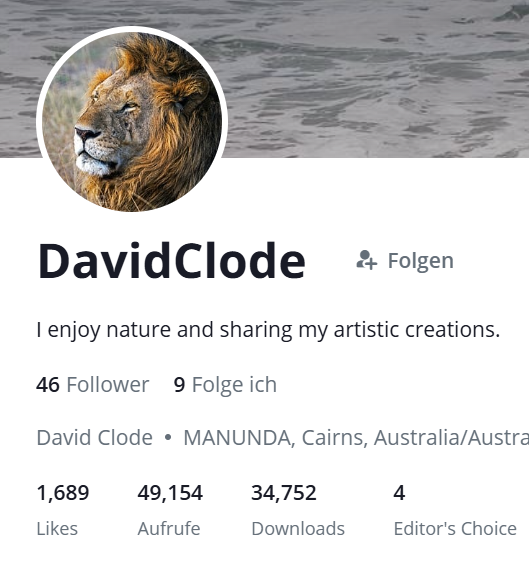 DavidClode
Folgen
I enjoy nature and sharing my artistic creations.
46 Follower 9 Folge ich
David Clode • MANUNDA, Cairns, Australia/Austra
1,689 49,154 34,752 4
Likes Aufrufe Downloads Editor's Choice